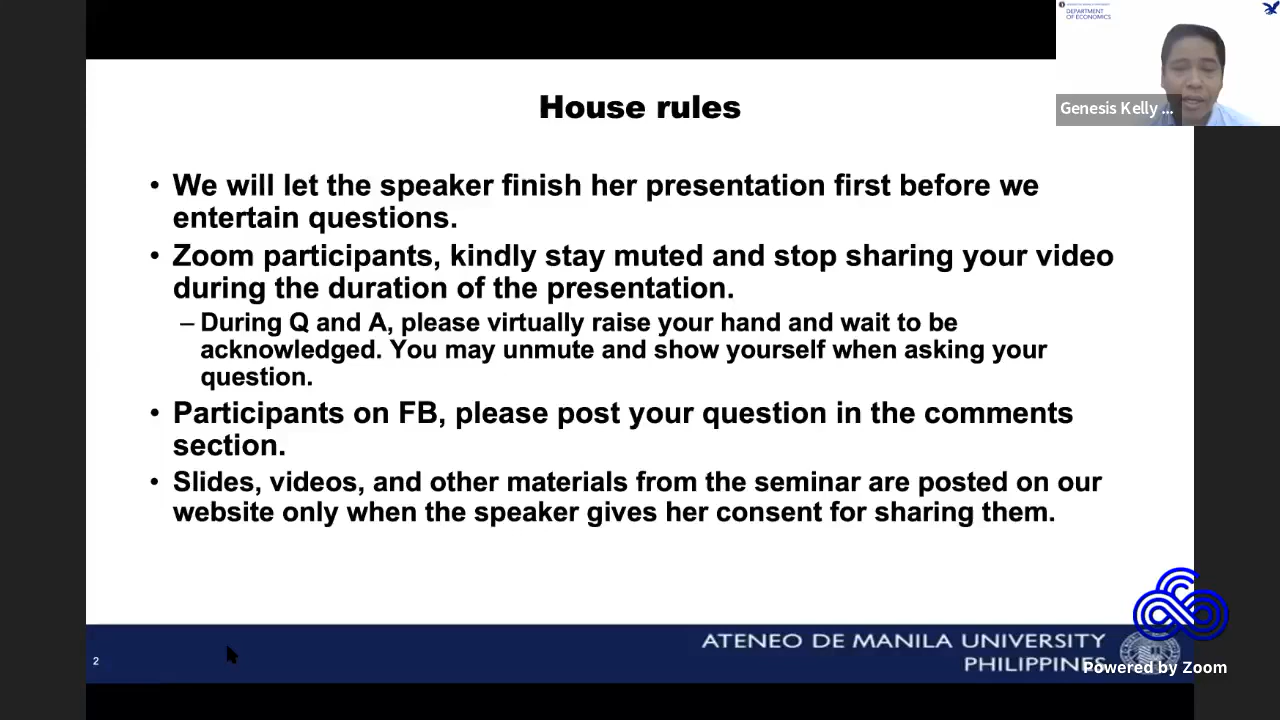 DEPARTMENT
OF ECONOMICS
Genesis Kelly ...
House rules
• We will let the speaker finish her presentation first before we
entertain questions.
• Zoom participants, kindly stay muted and stop sharing your video
during the duration of the presentation.
– During Q and A, please virtually raise your hand and wait to be
acknowledged. You may unmute and show yourself when asking your
question.
• Participants on FB, please post your question in the comments
section.
• Slides, videos, and other materials from the seminar are posted on our
website only when the speaker gives her consent for sharing them.
2
ATENEO DE MANILA UNIVERSITY
PHILIPPINES
Powered by Zoom